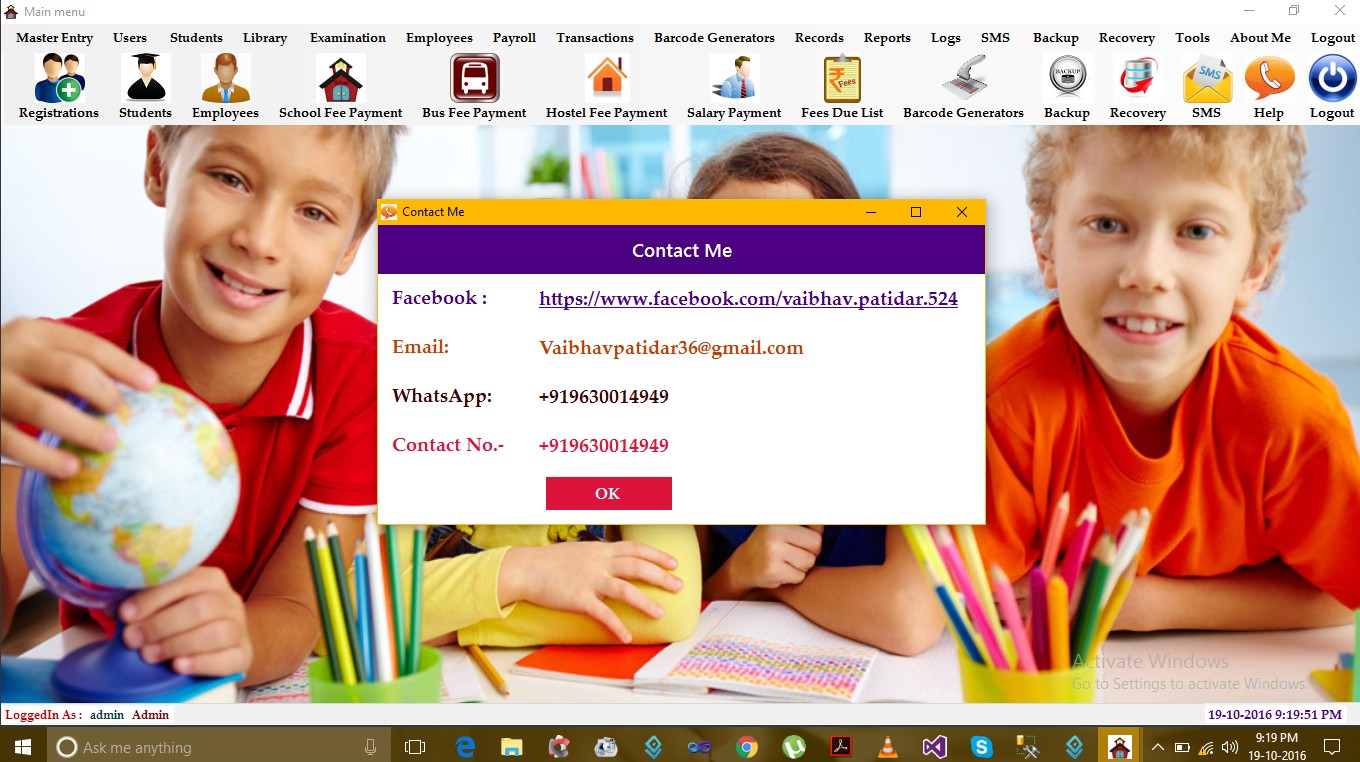 Main menu
Master Entry Users Students Library Examination Employees Payroll Transactions Barcode Generators Records Reports Logs SMS Backup Recovery Tools About Me Logout
Fees
BACKUP
SMS
Registrations Students Employees School Fee Payment Bus Fee Payment Hostel Fee Payment Salary Payment Fees Due List Barcode Generators Backup Recovery SMS Help Logout
Contact Me
Contact Me
Facebook : https://www.facebook.com/vaibhav.patidar.524
Email: Vaibhavpatidar36@gmail.com
WhatsApp: +919630014949
Contact No.- +919630014949
OK
Activate Windows
Go to Settings to activate Windows.
LoggedIn As : admin Admin 19-10-2016 9:19:51 PM
Ask me anything 9:19 PM
19-10-2016